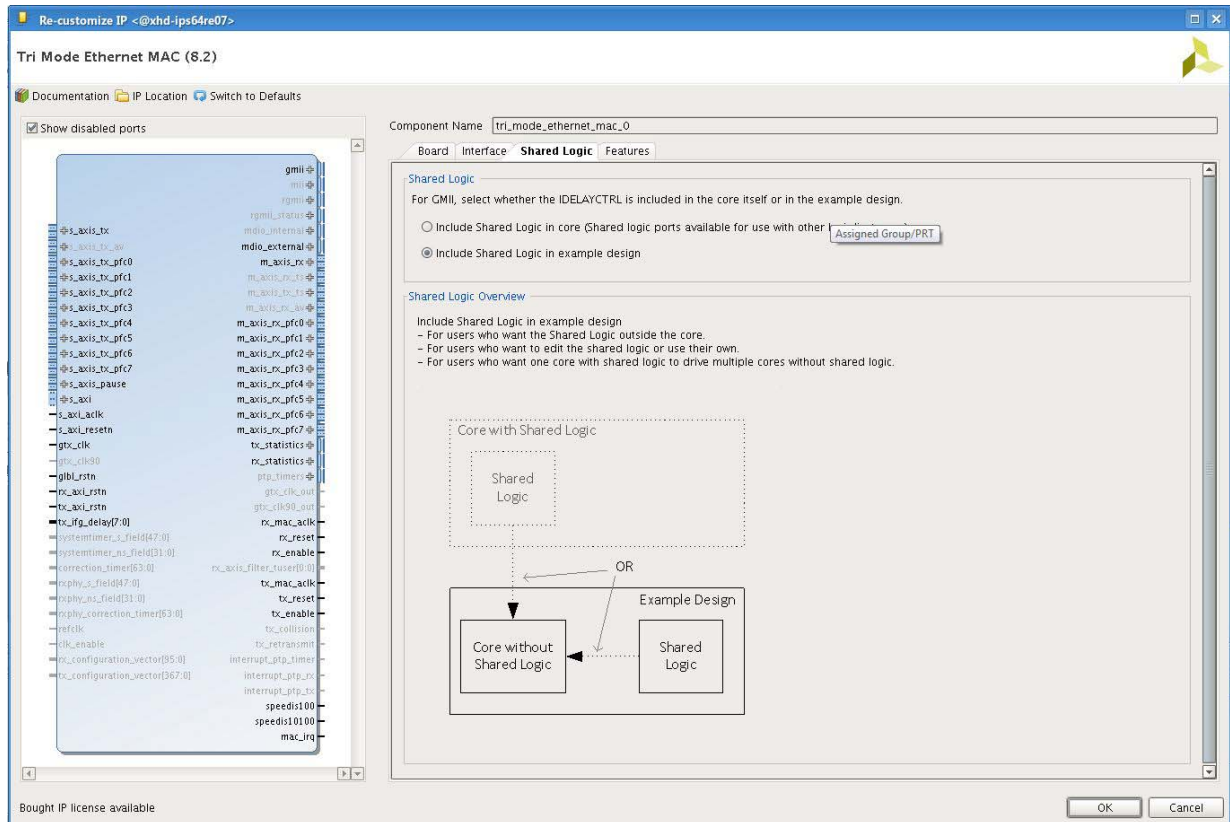 Re-customize IP <@xhd-ips64re07>
Tri Mode Ethernet MAC (8.2)
Documentation IP Location Switch to Defaults
Show disabled ports
gmii
mii
rgmii
rgmii_status
s_axis_tx
mdio_internal
s_axis_tx_av
mdio_external
s_axis_tx_pfc0
m_axis_rx
s_axis_tx_pfc1
m_axis_rx_ts
s_axis_tx_pfc2
m_axis_tx_ts
s_axis_tx_pfc3
m_axis_rx_av
s_axis_tx_pfc4
m_axis_rx_pfc0
s_axis_tx_pfc5
m_axis_rx_pfc1
s_axis_tx_pfc6
m_axis_rx_pfc2
s_axis_tx_pfc7
m_axis_rx_pfc3
s_axis_pause
m_axis_rx_pfc4
s_axi
m_axis_rx_pfc5
s_axi_aclk
m_axis_rx_pfc6
s_axi_resetn
m_axis_rx_pfc7
gtx_clk
tx_statistics
gtx_clk90
rx_statistics
glbl_rstn
ptp_timers
rx_axi_rstn
gtx_clk_out
tx_axi_rstn
gtx_clk90_out
tx_ifg_delay[7:0]
rx_mac_aclk
systemtimer_s_field[47:0]
rx_reset
systemtimer_ns_field[31:0]
rx_enable
correction_timer[63:0]
rx_axis_filter_tuser[0:0]
rxphy_s_field[47:0]
tx_mac_aclk
rxphy_ns_field[31:0]
tx_reset
rxphy_correction_timer[63:0]
tx_enable
refclk
tx_collision
clk_enable
tx_retransmit
rx_configuration_vector[95:0]
interrupt_ptp_timer
tx_configuration_vector[367:0]
interrupt_ptp_rx
interrupt_ptp_tx
speedis100
speedis10100
mac_irq
Component Name tri_mode_ethernet_mac_0
Board Interface Shared Logic Features
Shared Logic
For GMII, select whether the IDELAYCTRL is included in the core itself or in the example design.
Include Shared Logic in core (Shared logic ports available for use with other
Assigned Group/PRT
Include Shared Logic in example design
Shared Logic Overview
Include Shared Logic in example design
– For users who want the Shared Logic outside the core.
– For users who want to edit the shared logic or use their own.
– For users who want one core with shared logic to drive multiple cores without shared logic.
Core with Shared Logic
Shared
Logic
OR
Example Design
Core without
Shared Logic
Shared
Logic
Bought IP license available
OK Cancel